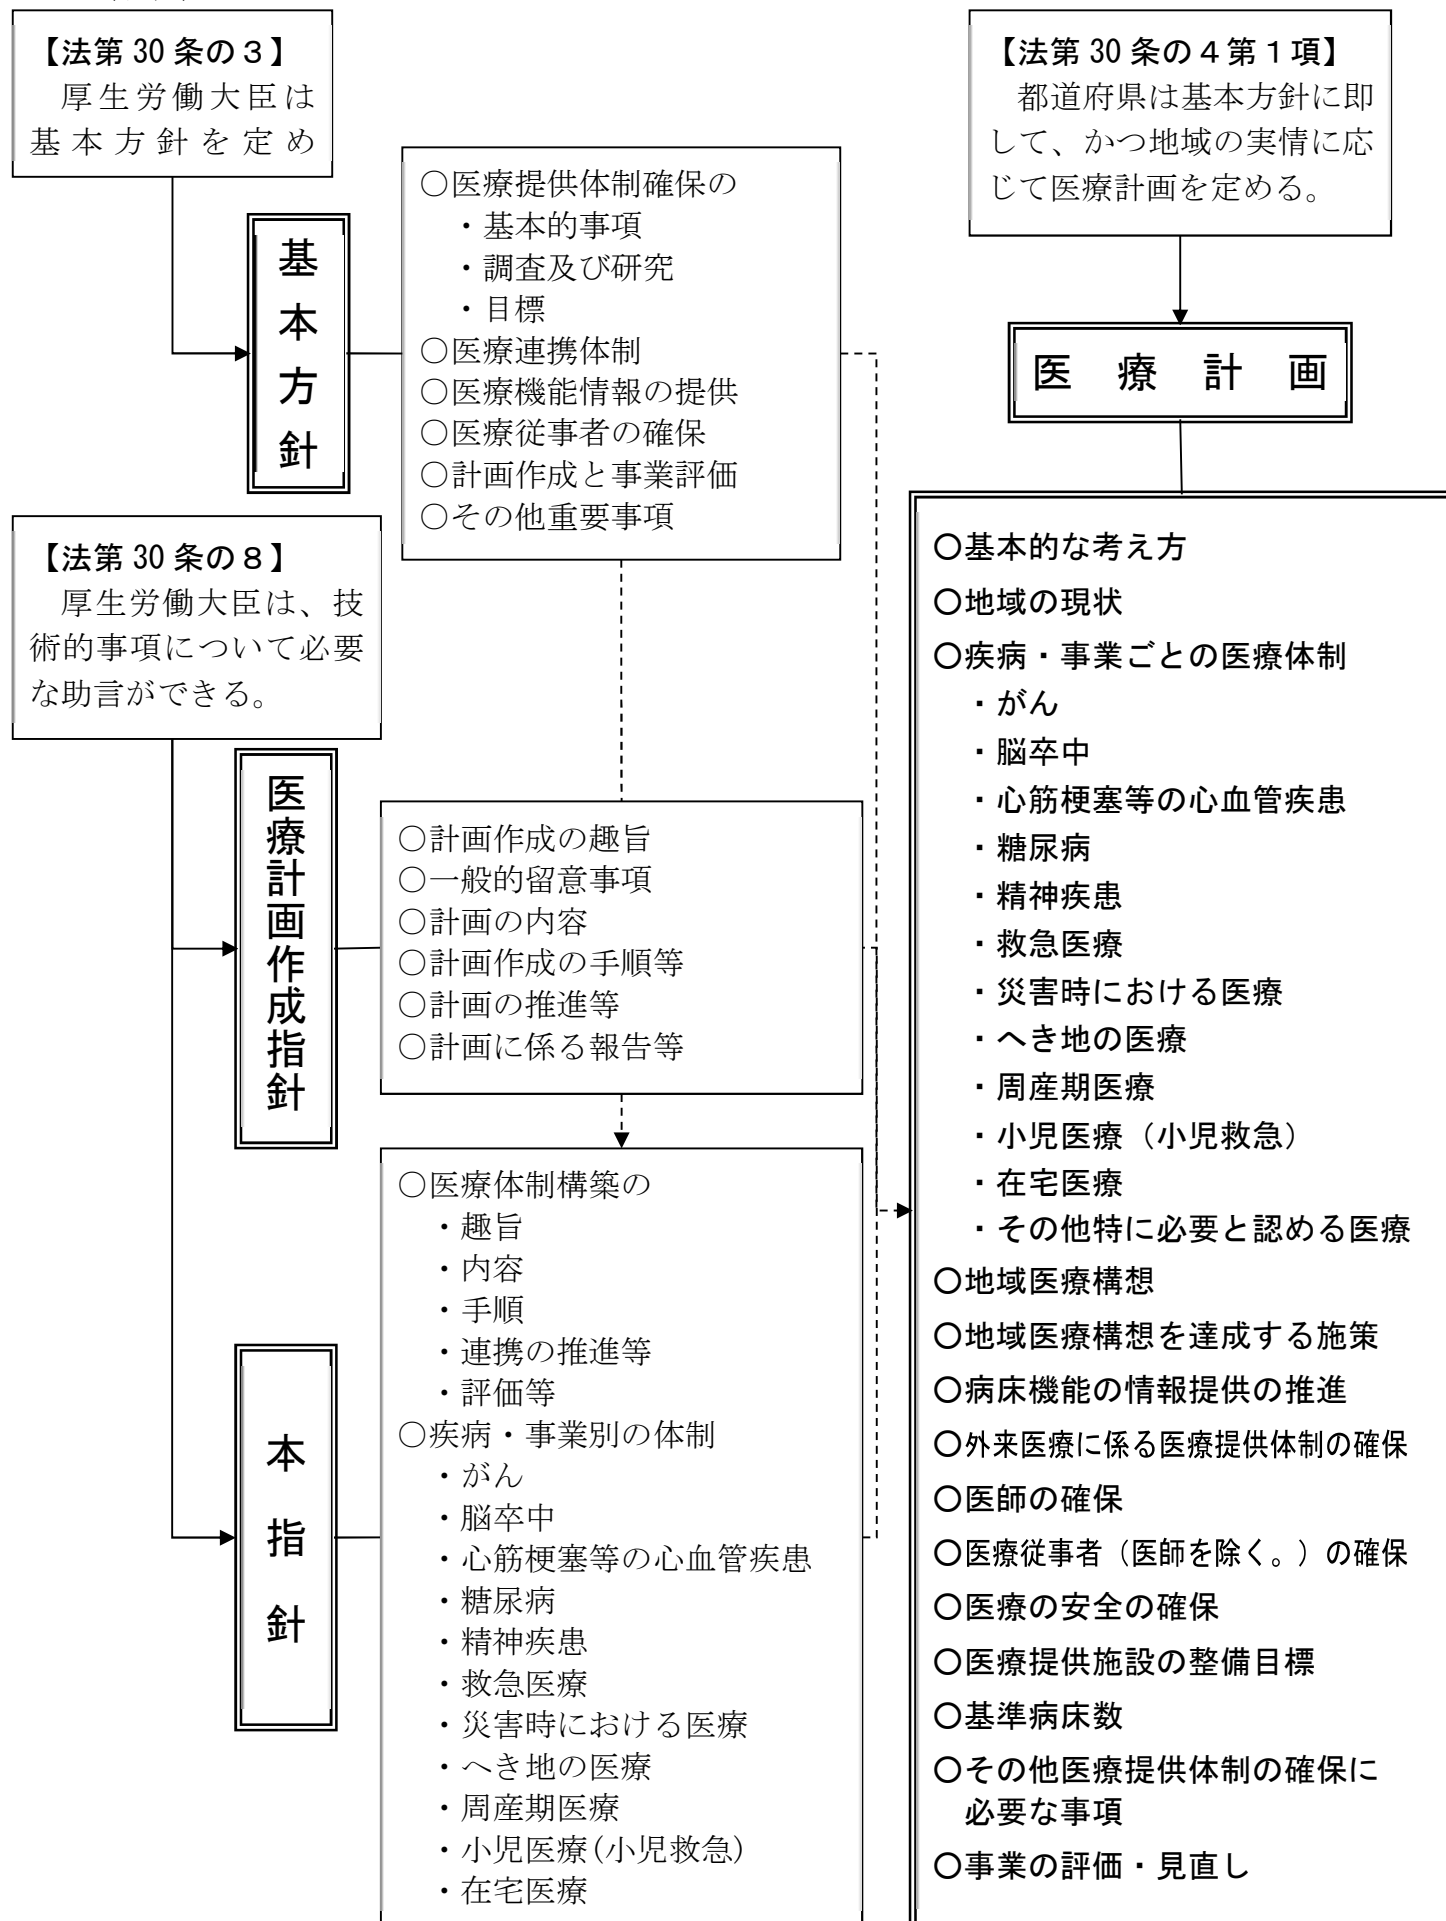 【法第30条の３】
厚生労働大臣は
基本方針を定め
基本方針
○医療提供体制確保の
・基本的事項
・調査及び研究
・目標
○医療連携体制
○医療機能情報の提供
○医療従事者の確保
○計画作成と事業評価
○その他重要事項
【法第30条の８】
厚生労働大臣は、技
術的事項について必要
な助言ができる。
医療計画作成指針
○計画作成の趣旨
○一般的留意事項
○計画の内容
○計画作成の手順等
○計画の推進等
○計画に係る報告等
本指針
○医療体制構築の
・趣旨
・内容
・手順
・連携の推進等
・評価等
○疾病・事業別の体制
・がん
・脳卒中
・心筋梗塞等の心血管疾患
・糖尿病
・精神疾患
・救急医療
・災害時における医療
・へき地の医療
・周産期医療
・小児医療(小児救急)
・在宅医療
【法第30条の４第１項】
都道府県は基本方針に即
して、かつ地域の実情に応
じて医療計画を定める。
医　療　計　画
○基本的な考え方
○地域の現状
○疾病・事業ごとの医療体制
・がん
・脳卒中
・心筋梗塞等の心血管疾患
・糖尿病
・精神疾患
・救急医療
・災害時における医療
・へき地の医療
・周産期医療
・小児医療（小児救急）
・在宅医療
・その他特に必要と認める医療
○地域医療構想
○地域医療構想を達成する施策
○病床機能の情報提供の推進
○外来医療に係る医療提供体制の確保
○医師の確保
○医療従事者（医師を除く。）の確保
○医療の安全の確保
○医療提供施設の整備目標
○基準病床数
○その他医療提供体制の確保に
必要な事項
○事業の評価・見直し